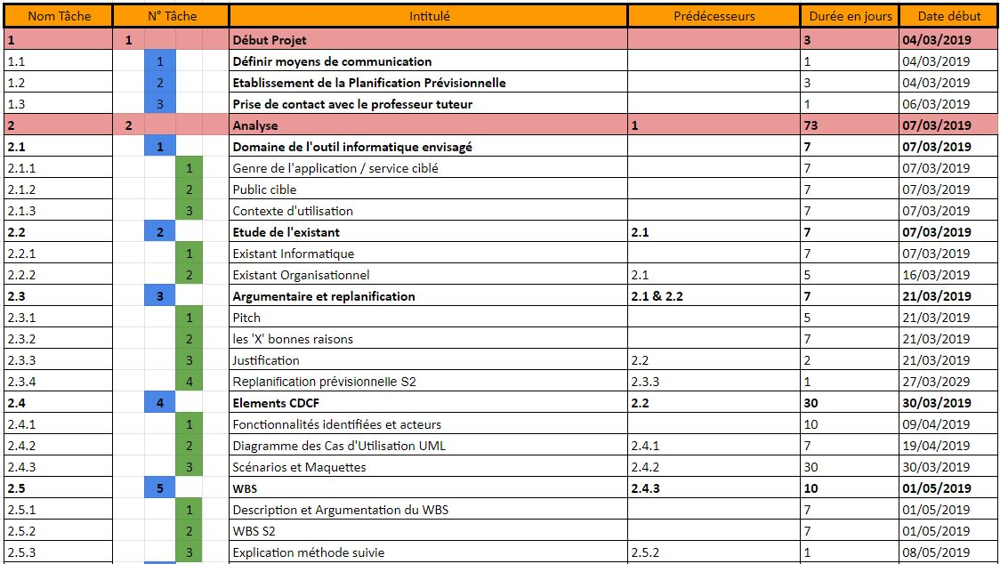 Nom Tâche N° Tâche Intitulé Prédécesseurs Durée en jours Date début
1 1 Début Projet 3 04/03/2019
1.1 1 Définir moyens de communication 1 04/03/2019
1.2 2 Etablissement de la Planification Prévisionnelle 3 04/03/2019
1.3 3 Prise de contact avec le professeur tuteur 1 06/03/2019
2 2 Analyse 1 73 07/03/2019
2.1 1 Domaine de l'outil informatique envisagé 7 07/03/2019
2.1.1 1 Genre de l'application / service ciblé 7 07/03/2019
2.1.2 2 Public cible 7 07/03/2019
2.1.3 3 Contexte d'utilisation 7 07/03/2019
2.2 2 Etude de l'existant 2.1 7 07/03/2019
2.2.1 1 Existant Informatique 7 07/03/2019
2.2.2 2 Existant Organisationnel 2.1 5 16/03/2019
2.3 3 Argumentaire et replanification 2.1 & 2.2 7 21/03/2019
2.3.1 1 Pitch 5 21/03/2019
2.3.2 2 les 'X' bonnes raisons 7 21/03/2019
2.3.3 3 Justification 2.2 2 21/03/2019
2.3.4 4 Replanification prévisionnelle S2 2.3.3 1 27/03/2029
2.4 4 Elements CDCF 2.2 30 30/03/2019
2.4.1 1 Fonctionnalités identifiées et acteurs 10 09/04/2019
2.4.2 2 Diagramme des Cas d'Utilisation UML 2.4.1 7 19/04/2019
2.4.3 3 Scénarios et Maquettes 2.4.2 30 30/03/2019
2.5 5 WBS 2.4.3 10 01/05/2019
2.5.1 1 Description et Argumentation du WBS 7 01/05/2019
2.5.2 2 WBS S2 7 01/05/2019
2.5.3 3 Explication méthode suivie 2.5.2 1 08/05/2019